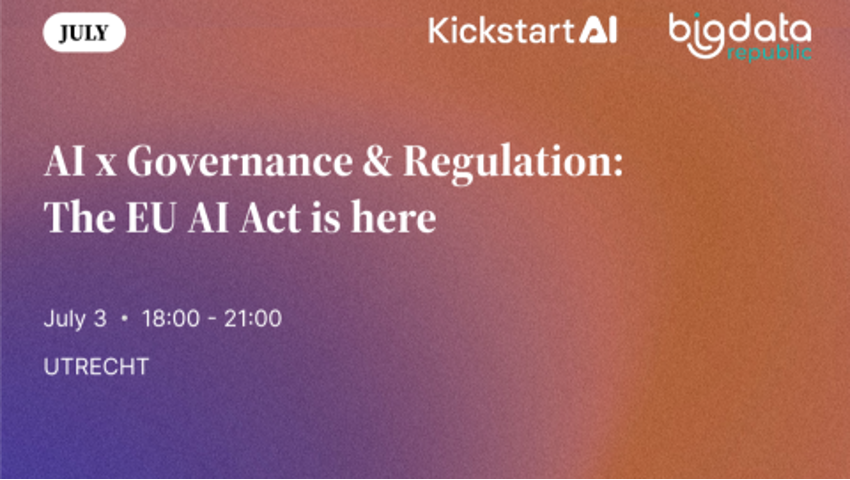 JULY
KickstartAI
bigdata
republic
AI x Governance & Regulation:
The EU AI Act is here
July 3 • 18:00 - 21:00
UTRECHT